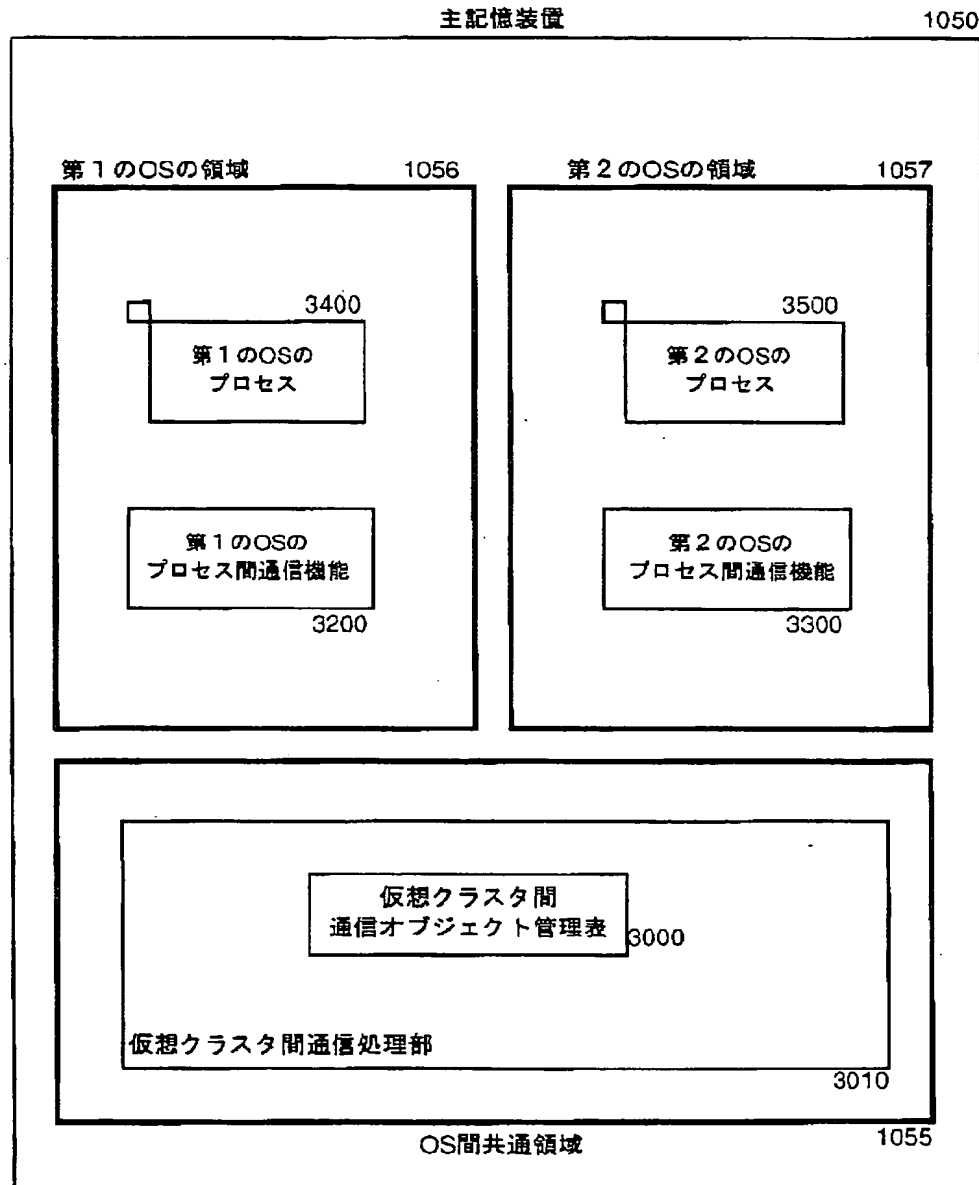 主記憶装置 1050
第1のOSの領域 1056
第2のOSの領域 1057
3400
第1のOSの
プロセス
3500
第2のOSの
プロセス
第1のOSの
プロセス間通信機能
3200
第2のOSの
プロセス間通信機能
3300
仮想クラスタ間
通信オブジェクト管理表
3000
仮想クラスタ間通信処理部
3010
OS間共通領域 1055